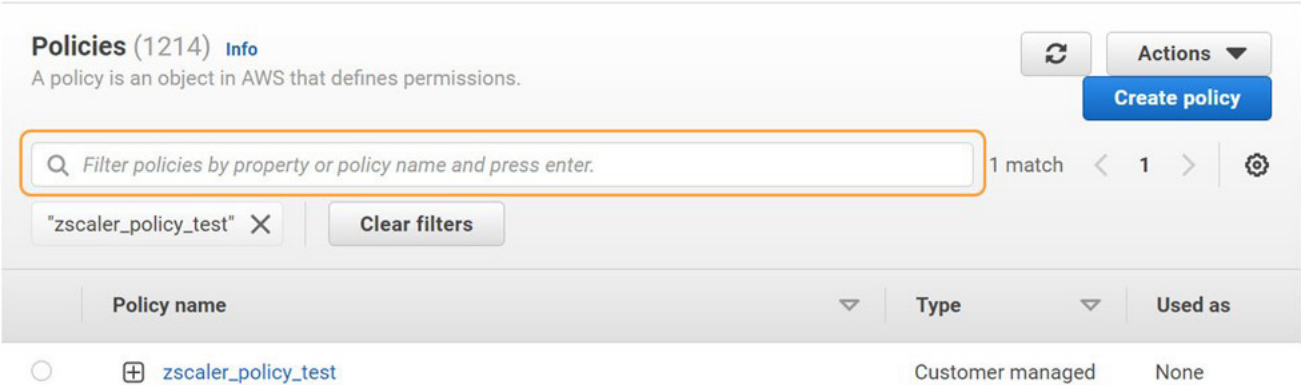 Policies (1214) Info
A policy is an object in AWS that defines permissions.
Actions
Create policy
Filter policies by property or policy name and press enter.
1 match
1
"zscaler_policy_test"
Clear filters
Policy name
Type
Used as
zscaler_policy_test
Customer managed
None